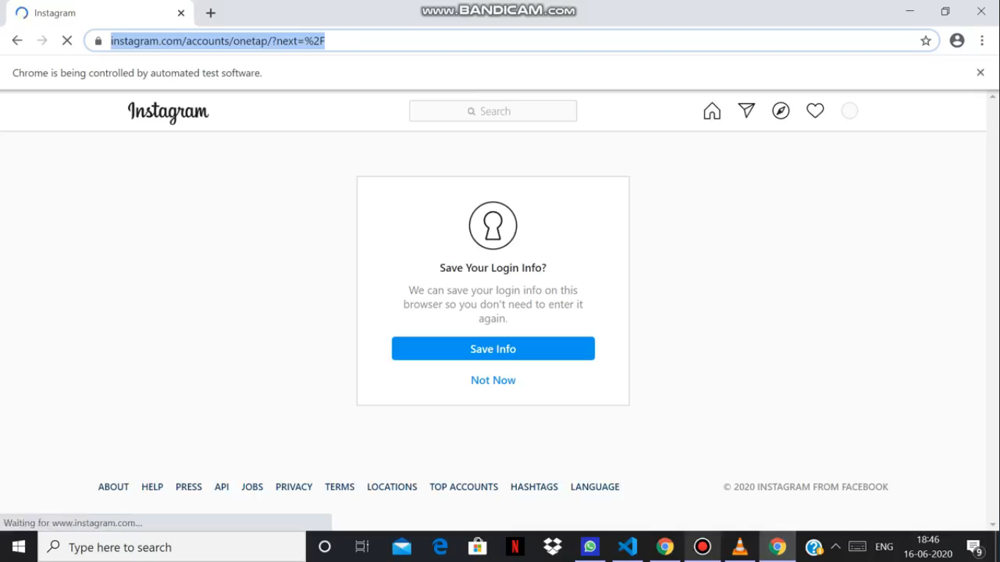 Instagram
www.BANDICAM.com
instagram.com/accounts/onetap/?next=%2F
Chrome is being controlled by automated test software.
Instagram
Search
Save Your Login Info?
We can save your login info on this
browser so you don't need to enter it
again.
Save Info
Not Now
ABOUT HELP PRESS API JOBS PRIVACY TERMS LOCATIONS TOP ACCOUNTS HASHTAGS LANGUAGE © 2020 INSTAGRAM FROM FACEBOOK
Waiting for www.instagram.com...
Type here to search
N
ENG
18:46
16-06-2020
9